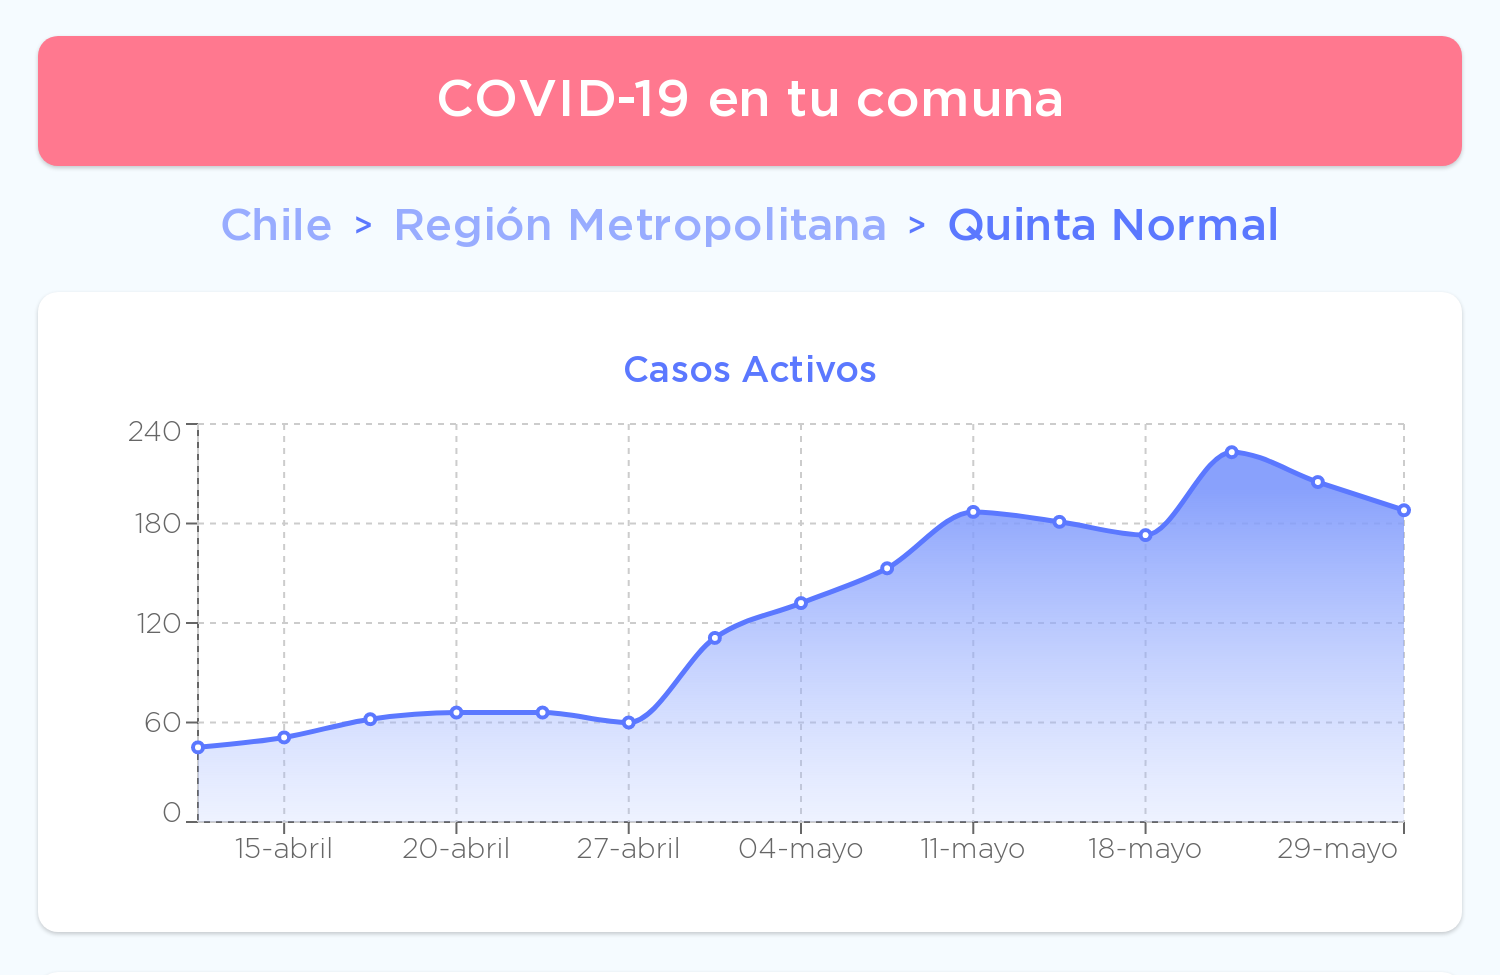 COVID-19 en tu comuna
Chile > Región Metropolitana > Quinta Normal
Casos Activos
240
180
120
60
0
15-abril 20-abril 27-abril 04-mayo 11-mayo 18-mayo 29-mayo